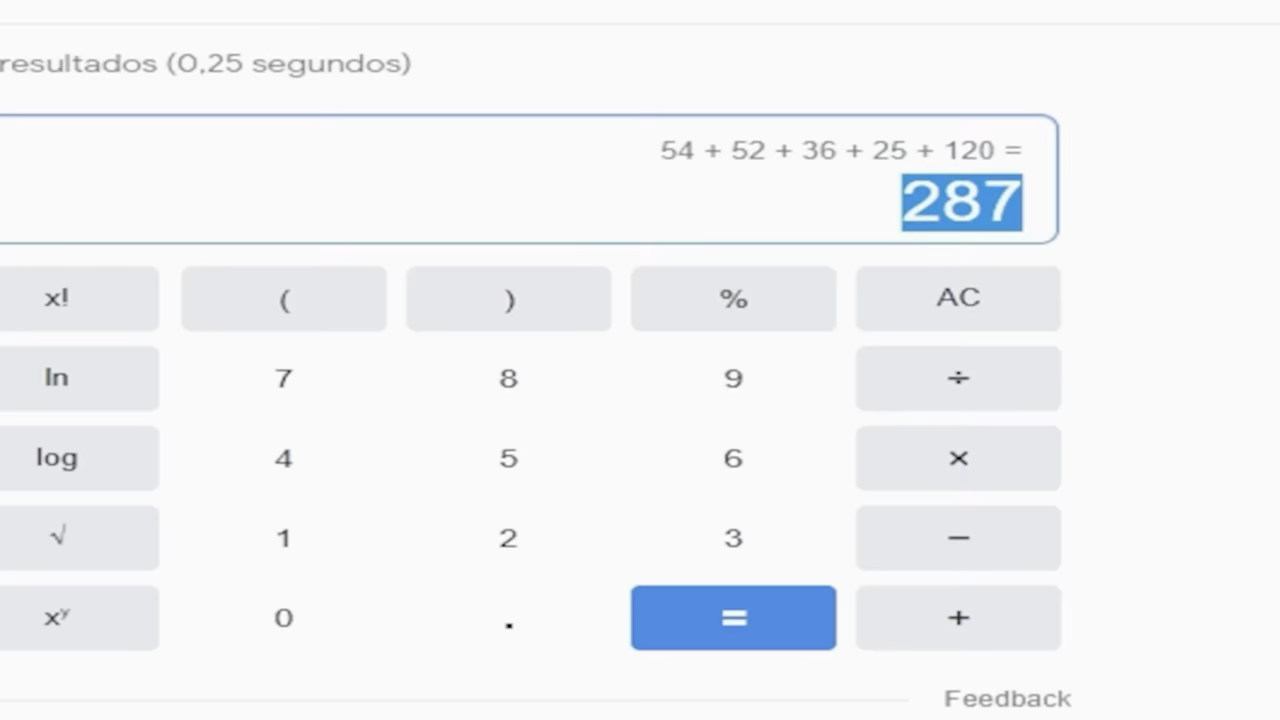 resultados (0,25 segundos)
54 + 52 + 36 + 25 + 120 =
287
x! ( ) % AC
ln 7 8 9 ÷
log 4 5 6 ×
√ 1 2 3 −
xʸ 0 . = +
Feedback